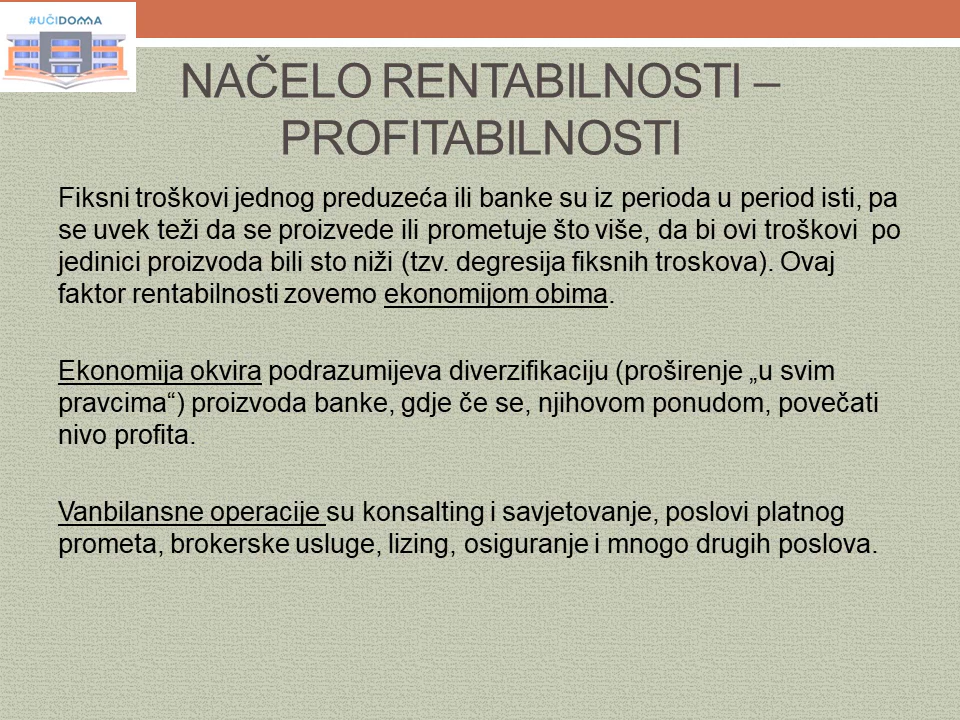 #UČIDOMA
NAČELO RENTABILNOSTI –
PROFITABILNOSTI
Fiksni troškovi jednog preduzeća ili banke su iz perioda u period isti, pa
se uvek teži da se proizvede ili prometuje što više, da bi ovi troškovi  po
jedinici proizvoda bili sto niži (tzv. degresija fiksnih troskova). Ovaj
faktor rentabilnosti zovemo ekonomijom obima.
Ekonomija okvira podrazumijeva diverzifikaciju (proširenje „u svim
pravcima“) proizvoda banke, gdje če se, njihovom ponudom, povečati
nivo profita.
Vanbilansne operacije su konsalting i savjetovanje, poslovi platnog
prometa, brokerske usluge, lizing, osiguranje i mnogo drugih poslova.